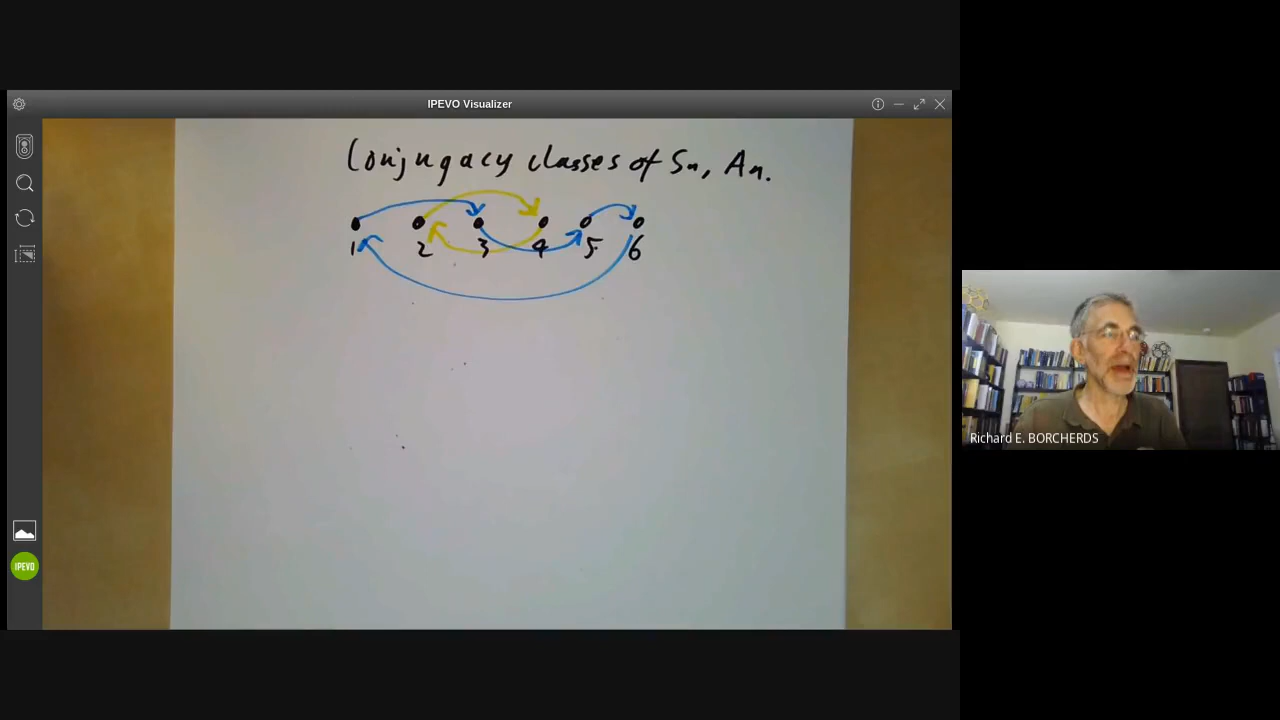 IPEVO Visualizer
Conjugacy classes of Sn, An.
1 2 3 4 5 6
Richard E. BORCHERDS
IPEVO